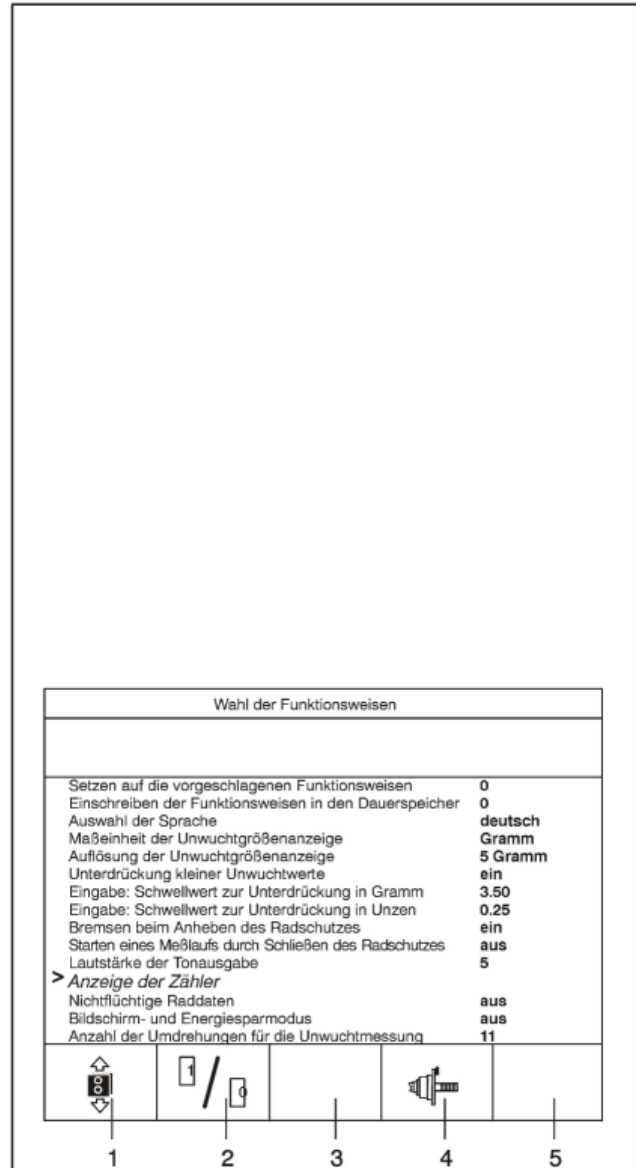 Wahl der Funktionsweisen
Setzen auf die vorgeschlagenen Funktionsweisen 0
Einschreiben der Funktionsweisen in den Dauerspeicher 0
Auswahl der Sprache deutsch
Maßeinheit der Unwuchtgrößenanzeige Gramm
Auflösung der Unwuchtgrößenanzeige 5 Gramm
Unterdrückung kleiner Unwuchtwerte ein
Eingabe: Schwellwert zur Unterdrückung in Gramm 3.50
Eingabe: Schwellwert zur Unterdrückung in Unzen 0.25
Bremsen beim Anheben des Radschutzes ein
Starten eines Meßlaufs durch Schließen des Radschutzes aus
Lautstärke der Tonausgabe 5
> Anzeige der Zähler
Nichtflüchtige Raddaten aus
Bildschirm- und Energiesparmodus aus
Anzahl der Umdrehungen für die Unwuchtmessung 11
1 / 0
1 2 3 4 5